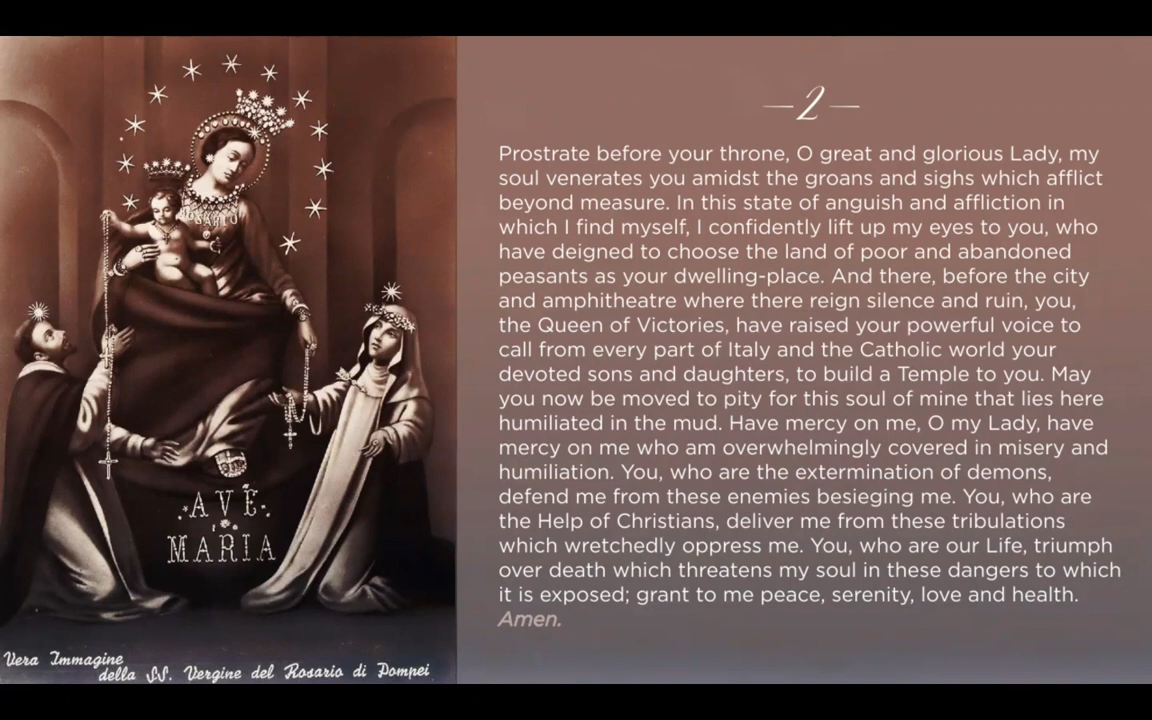 ROSARIO
AVE
MARIA
Vera Immagine
della SS. Vergine del Rosario di Pompei
2
Prostrate before your throne, O great and glorious Lady, my
soul venerates you amidst the groans and sighs which afflict
beyond measure. In this state of anguish and affliction in
which I find myself, I confidently lift up my eyes to you, who
have deigned to choose the land of poor and abandoned
peasants as your dwelling-place. And there, before the city
and amphitheatre where there reign silence and ruin, you,
the Queen of Victories, have raised your powerful voice to
call from every part of Italy and the Catholic world your
devoted sons and daughters, to build a Temple to you. May
you now be moved to pity for this soul of mine that lies here
humiliated in the mud. Have mercy on me, O my Lady, have
mercy on me who am overwhelmingly covered in misery and
humiliation. You, who are the extermination of demons,
defend me from these enemies besieging me. You, who are
the Help of Christians, deliver me from these tribulations
which wretchedly oppress me. You, who are our Life, triumph
over death which threatens my soul in these dangers to which
it is exposed; grant to me peace, serenity, love and health.
Amen.